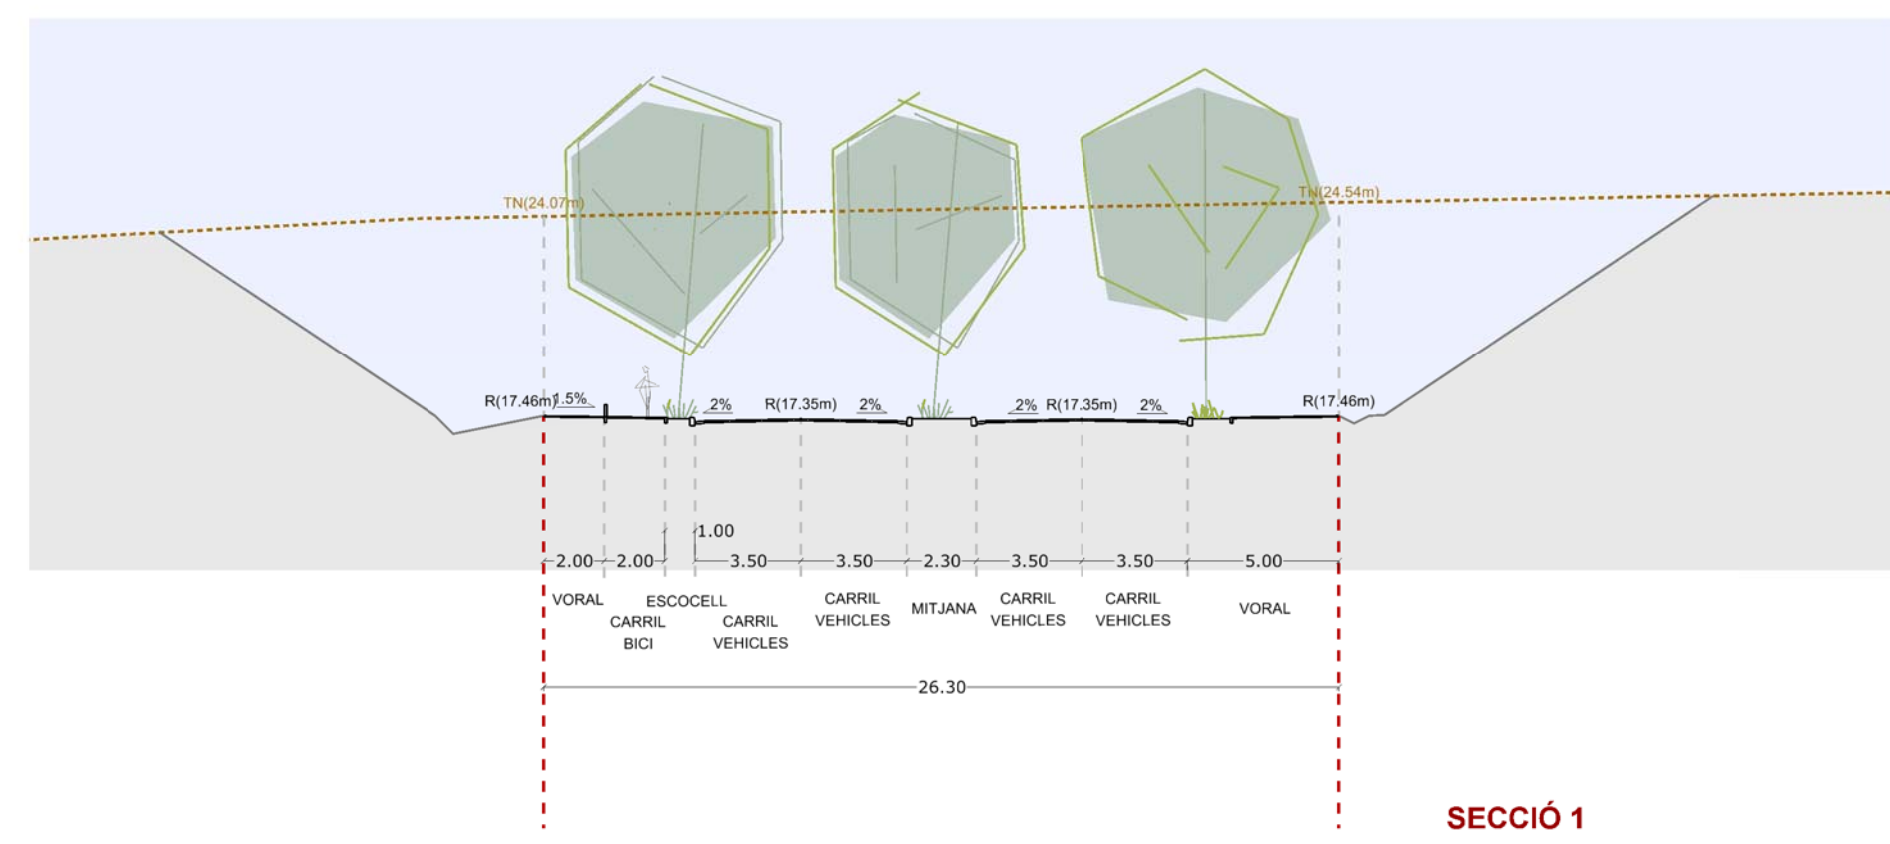 TN(24.07m)
TN(24.54m)
R(17.46m)
1.5%
2%
R(17.35m)
2%
2%
R(17.35m)
2%
R(17.46m)
1.00
2.00
2.00
3.50
3.50
2.30
3.50
3.50
5.00
VORAL
CARRIL
BICI
ESCOCELL
CARRIL
VEHICLES
CARRIL
VEHICLES
MITJANA
CARRIL
VEHICLES
CARRIL
VEHICLES
VORAL
26.30
SECCIÓ 1